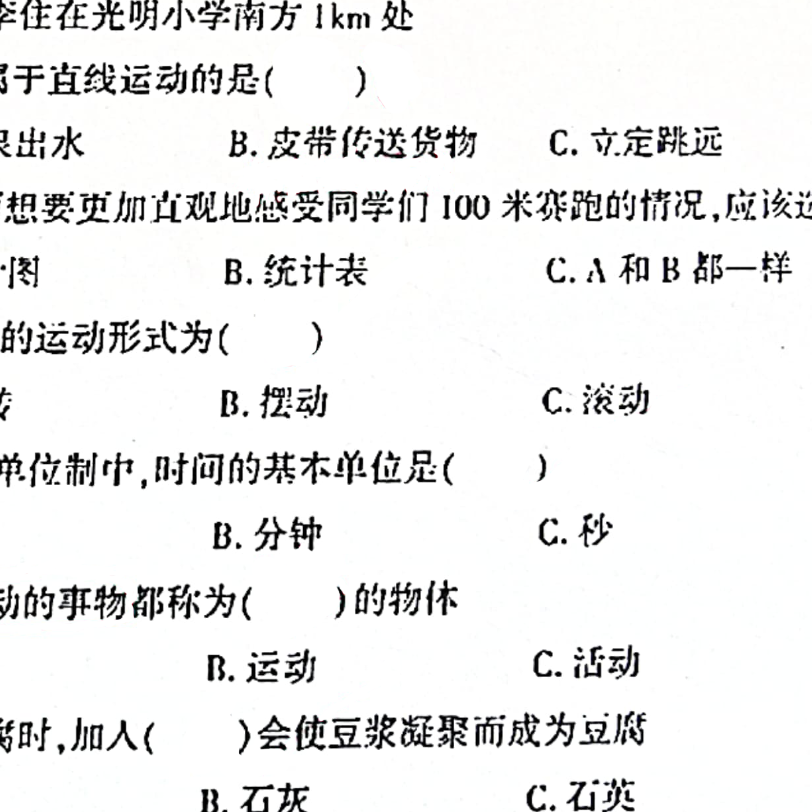 李住在光明小学南方 1km 处
属于直线运动的是(  )
泉出水 B. 皮带传送货物 C. 立定跳远
想要更加直观地感受同学们 100 米赛跑的情况,应该选
图 B. 统计表 C. A 和 B 都一样
的运动形式为(  )
转 B. 摆动 C. 滚动
单位制中,时间的基本单位是(  )
B. 分钟 C. 秒
动的事物都称为(  )的物体
B. 运动 C. 活动
腐时,加入(  )会使豆浆凝聚而成为豆腐
B. 石灰 C. 石英